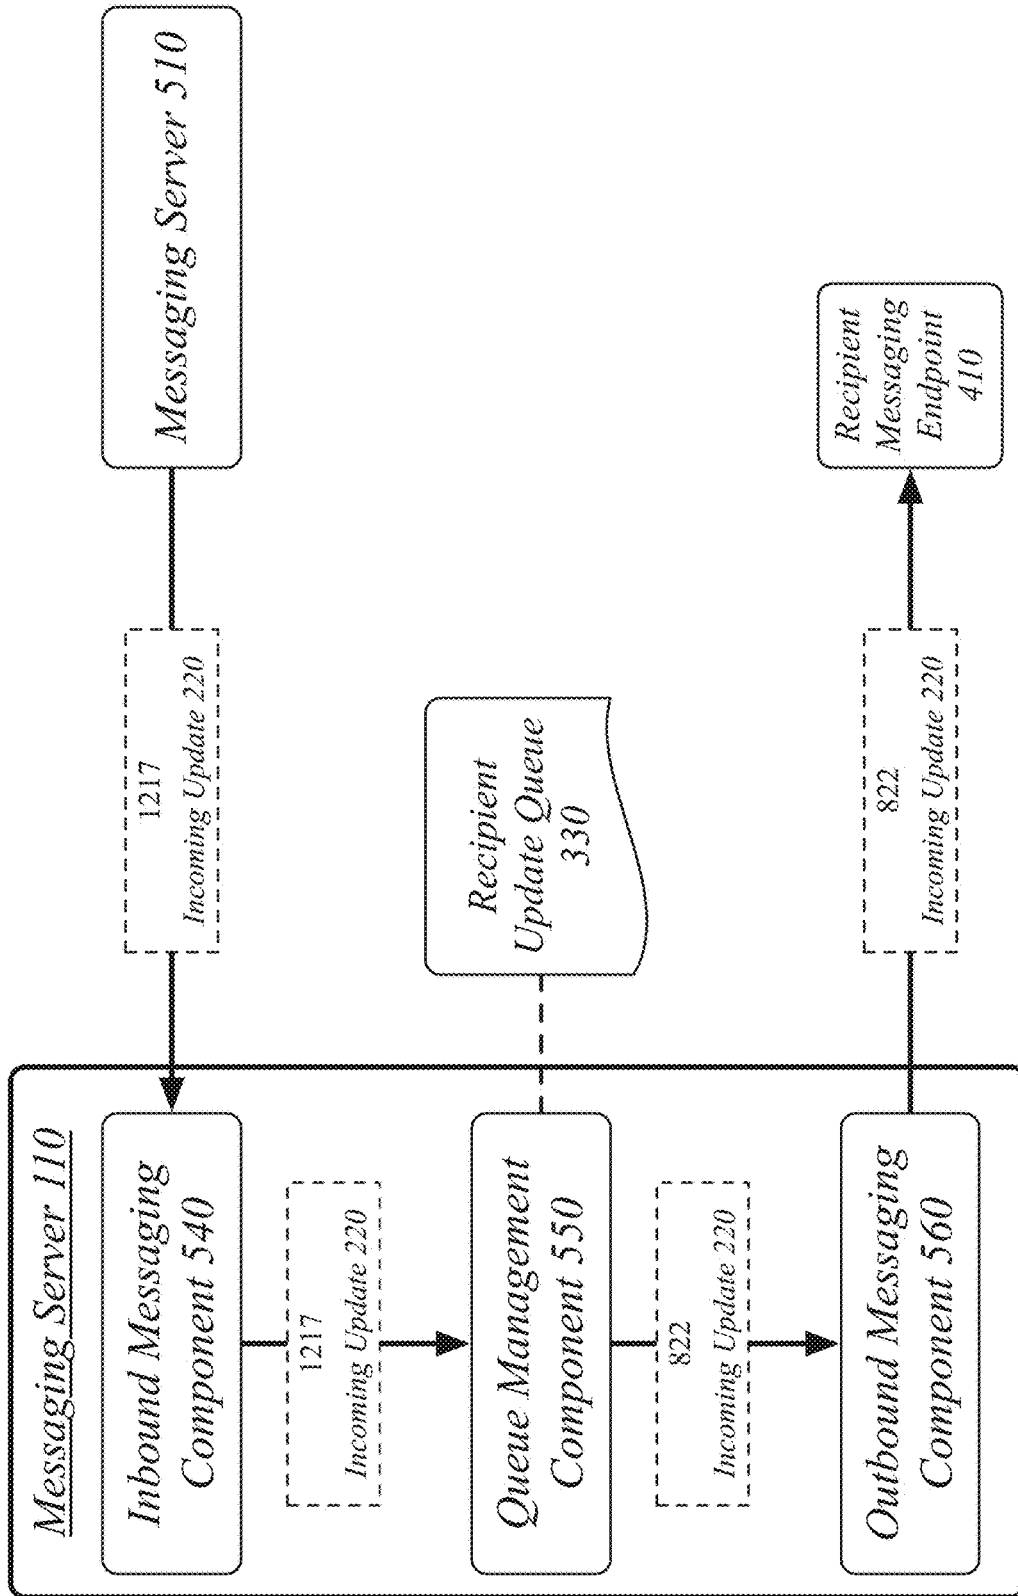 Messaging Server 110
Inbound Messaging
Component 540
1217
Incoming Update 220
Messaging Server 510
1217
Incoming Update 220
Queue Management
Component 550
Recipient
Update Queue
330
822
Incoming Update 220
Outbound Messaging
Component 560
822
Incoming Update 220
Recipient
Messaging
Endpoint
410